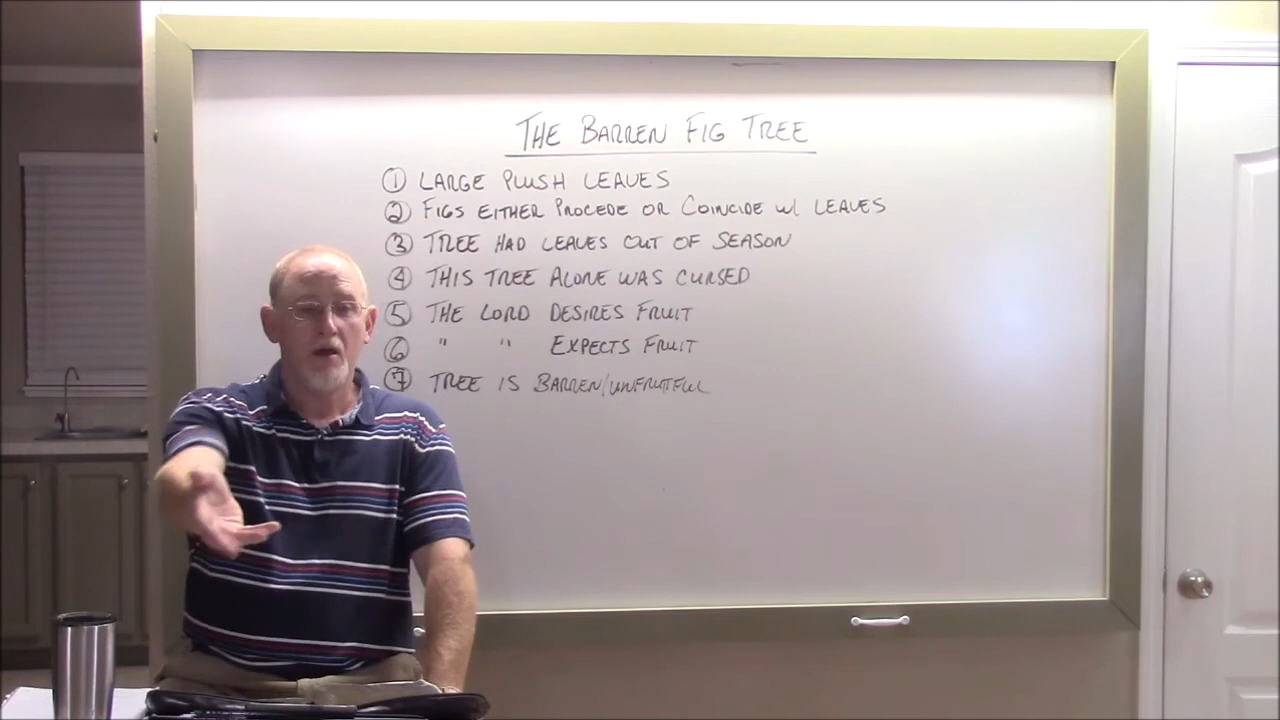 THE BARREN FIG TREE
① LARGE PLUSH LEAVES
② FIGS EITHER PROCEDE OR COINCIDE W/ LEAVES
③ TREE HAD LEAVES OUT OF SEASON
④ THIS TREE ALONE WAS CURSED
⑤ THE LORD DESIRES FRUIT
⑥ " " EXPECTS FRUIT
⑦ TREE IS BARREN/UNFRUITFUL